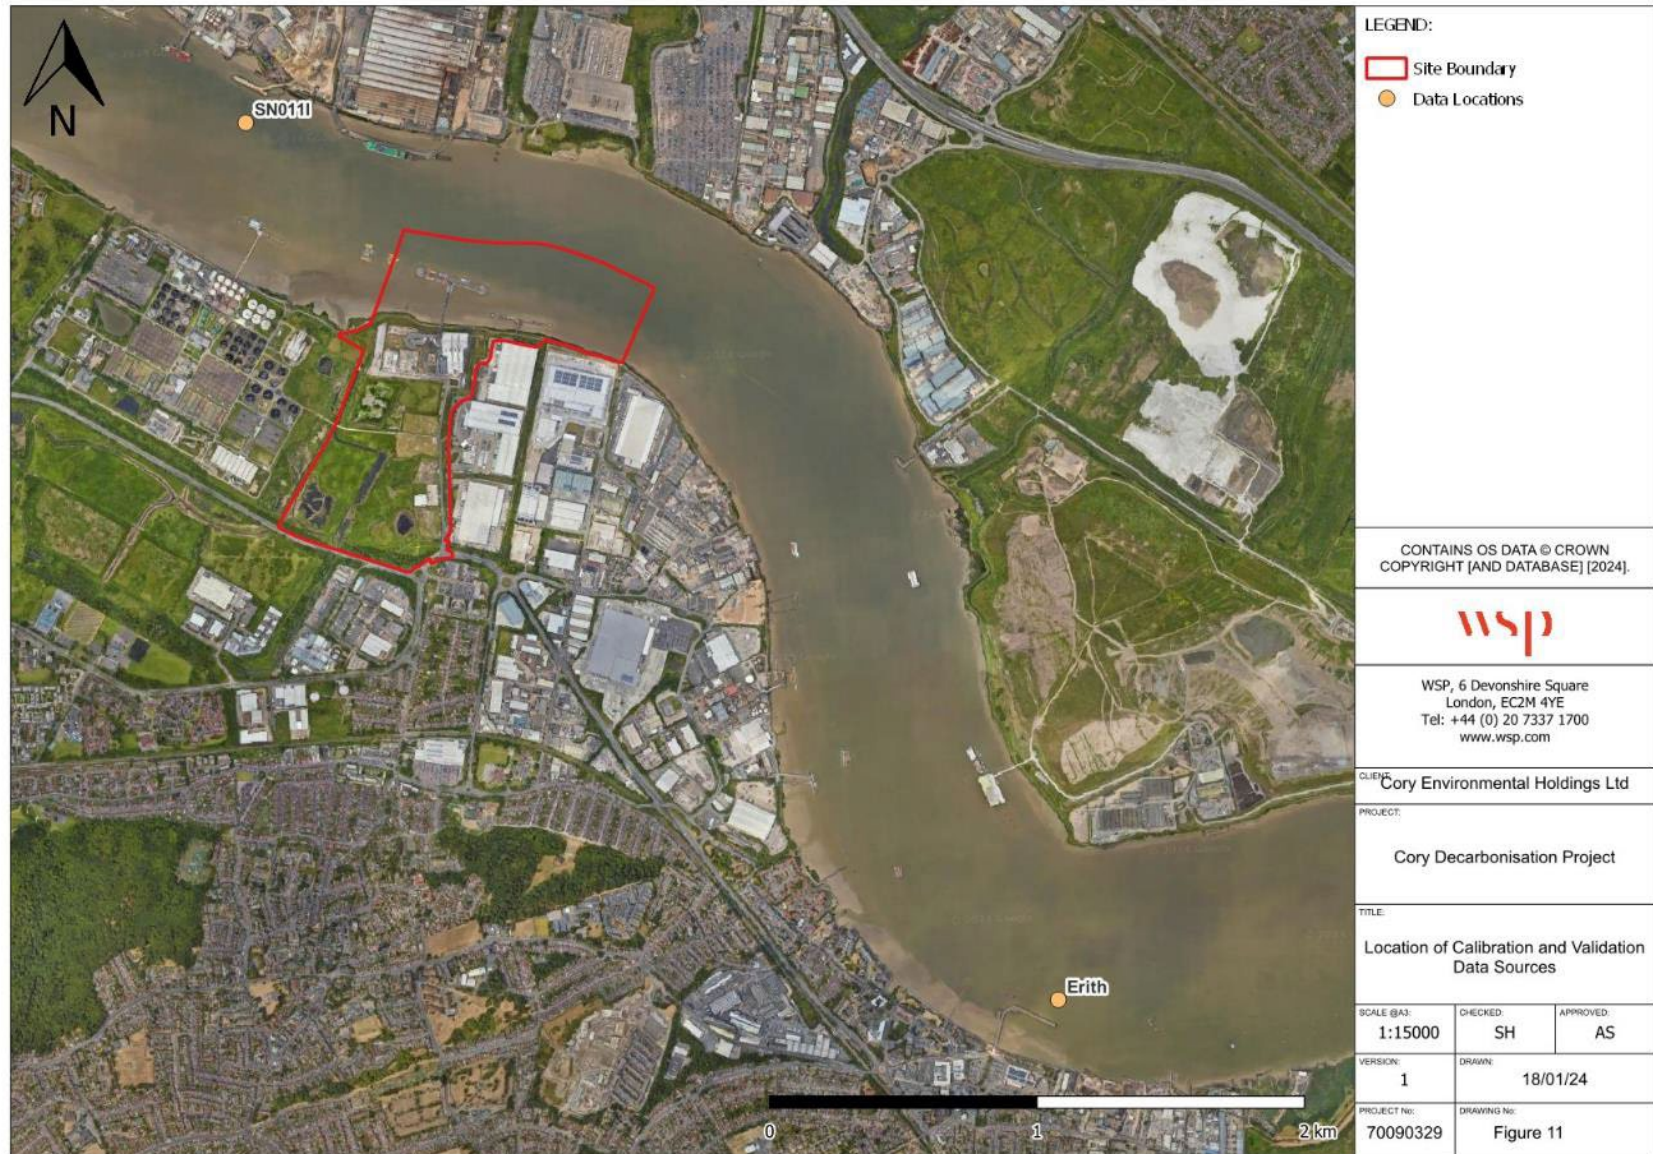 N
SN011I
Erith
0
1
2 km
LEGEND:
Site Boundary
Data Locations
CONTAINS OS DATA © CROWN
COPYRIGHT [AND DATABASE] [2024].
wsp
WSP, 6 Devonshire Square
London, EC2M 4YE
Tel: +44 (0) 20 7337 1700
www.wsp.com
CLIENT:
Cory Environmental Holdings Ltd
PROJECT:
Cory Decarbonisation Project
TITLE:
Location of Calibration and Validation
Data Sources
SCALE @A3: CHECKED: APPROVED:
1:15000 SH AS
VERSION: DRAWN:
1 18/01/24
PROJECT No: DRAWING No:
70090329 Figure 11